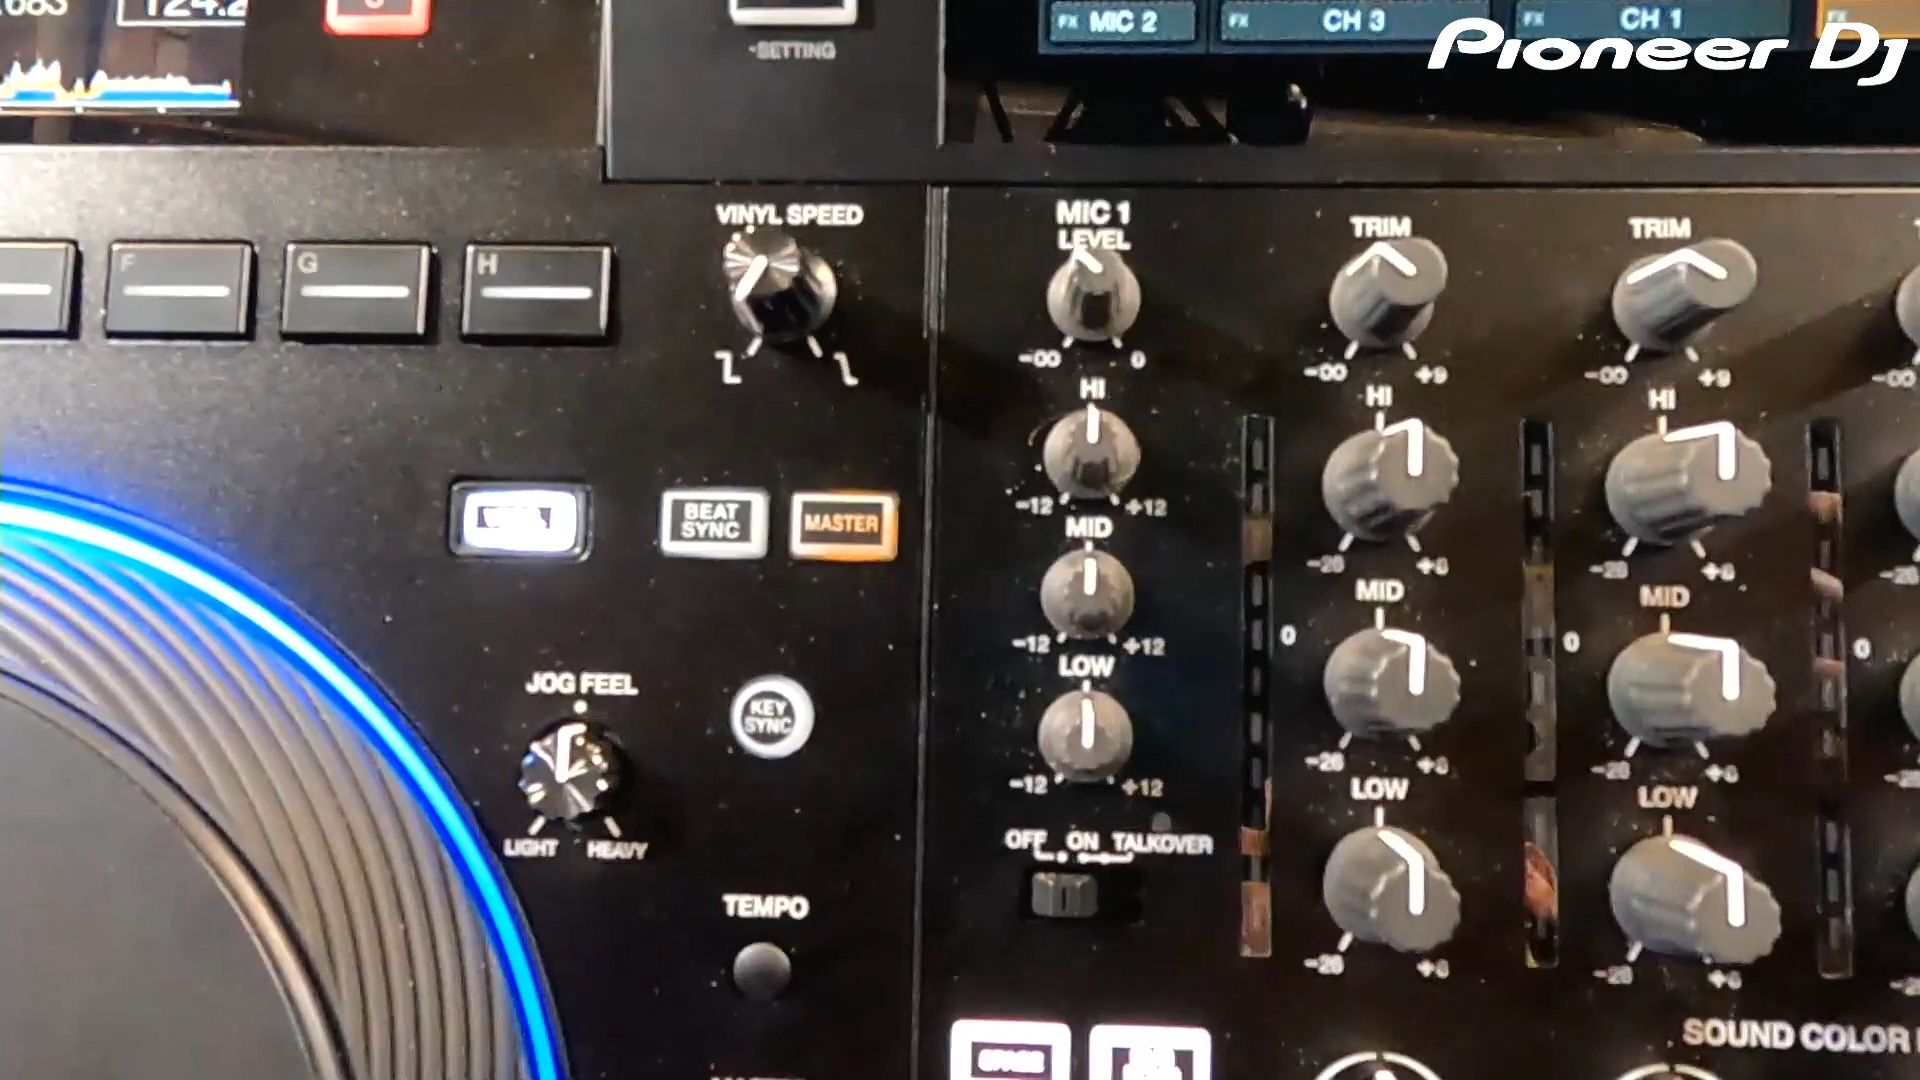 FX MIC 2
FX CH 3
FX CH 1
FX
Pioneer DJ
-SETTING
VINYL SPEED
MIC 1
LEVEL
TRIM
TRIM
F
G
H
-∞ 0
-∞ +9
-∞ +9
-∞
HI
HI
HI
-12 +12
MID
BEAT
SYNC
MASTER
-26 +6
-26 +6
-26
MID
MID
-12 +12
0
0
0
LOW
JOG FEEL
KEY
SYNC
-12 +12
-26 +6
-26 +6
LOW
LOW
OFF ON TALKOVER
LIGHT HEAVY
TEMPO
-26 +6
-26 +6
SOUND COLOR